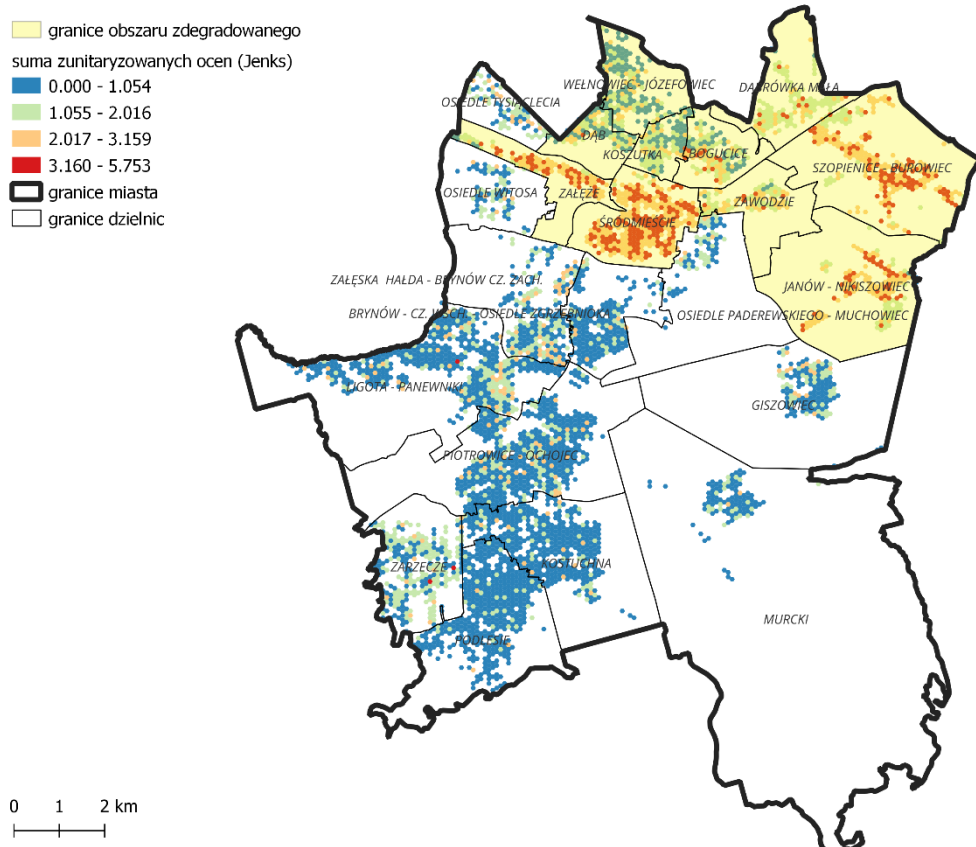 granice obszaru zdegradowanego
suma zunitaryzowanych ocen (Jenks)
0.000 - 1.054
1.055 - 2.016
2.017 - 3.159
3.160 - 5.753
granice miasta
granice dzielnic
WEŁNOWIEC - JÓZEFOWIEC
DĄBRÓWKA MAŁA
OSIEDLE TYSIĄCLECIA
DĄB
KOSZUTKA
BOGUCICE
SZOPIENICE - BUROWIEC
OSIEDLE WITOSA
ZAŁĘŻE
ZAWODZIE
ŚRÓDMIEŚCIE
ZAŁĘSKA HAŁDA - BRYNÓW CZ. ZACH.
JANÓW - NIKISZOWIEC
BRYNÓW - CZ. WSCH. - OSIEDLE ZGRZEBNIOKA
OSIEDLE PADEREWSKIEGO - MUCHOWIEC
LIGOTA - PANEWNIKI
GISZOWIEC
PIOTROWICE - OCHOJEC
ZARZECZE
KOSTUCHNA
MURCKI
PODLESIE
0 1 2 km